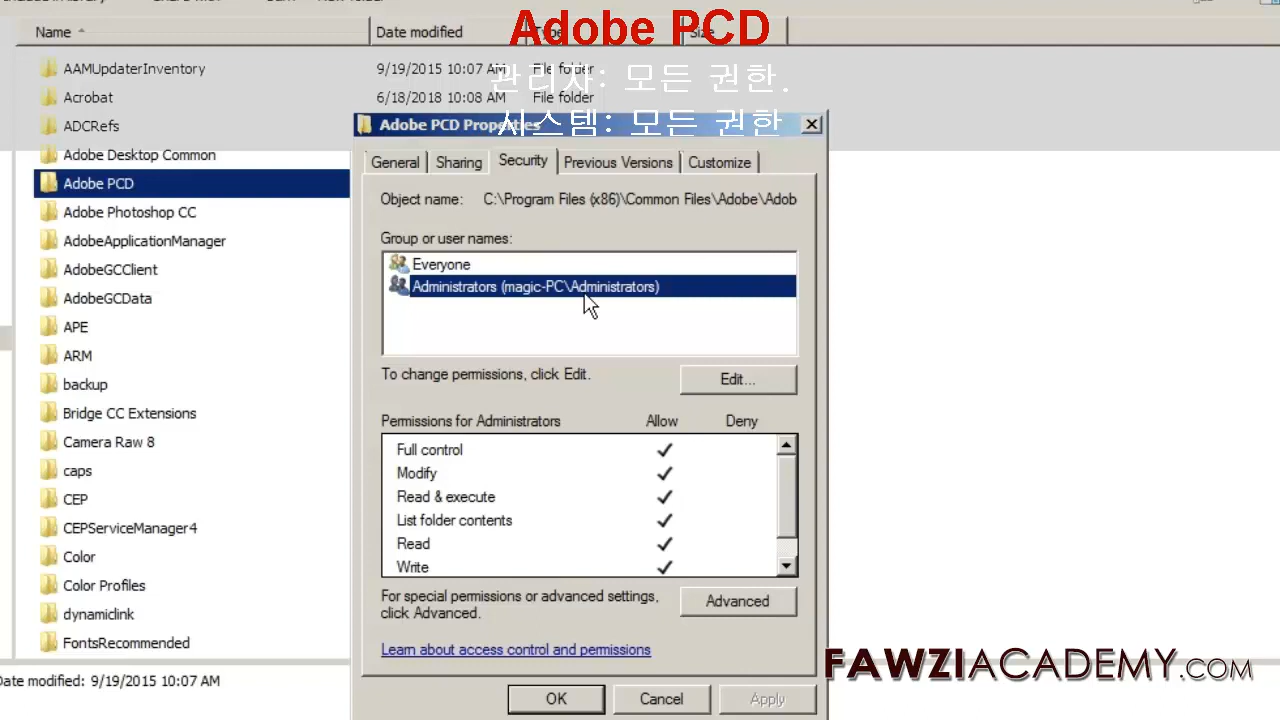 Adobe PCD
관리자: 모든 권한.
시스템: 모든 권한
Name Date modified Type Size
AAMUpdaterInventory 9/19/2015 10:07 AM File folder
Acrobat 6/18/2018 10:08 AM File folder
ADCRefs
Adobe Desktop Common
Adobe PCD
Adobe Photoshop CC
AdobeApplicationManager
AdobeGCClient
AdobeGCData
APE
ARM
backup
Bridge CC Extensions
Camera Raw 8
caps
CEP
CEPServiceManager4
Color
Color Profiles
dynamiclink
FontsRecommended
Date modified: 9/19/2015 10:07 AM
Adobe PCD Properties
General Sharing Security Previous Versions Customize
Object name: C:\Program Files (x86)\Common Files\Adobe\Adob
Group or user names:
Everyone
Administrators (magic-PC\Administrators)
To change permissions, click Edit.
Edit...
Permissions for Administrators Allow Deny
Full control
Modify
Read & execute
List folder contents
Read
Write
For special permissions or advanced settings,
click Advanced.
Advanced
Learn about access control and permissions
OK Cancel Apply
FAWZIACADEMY.COM